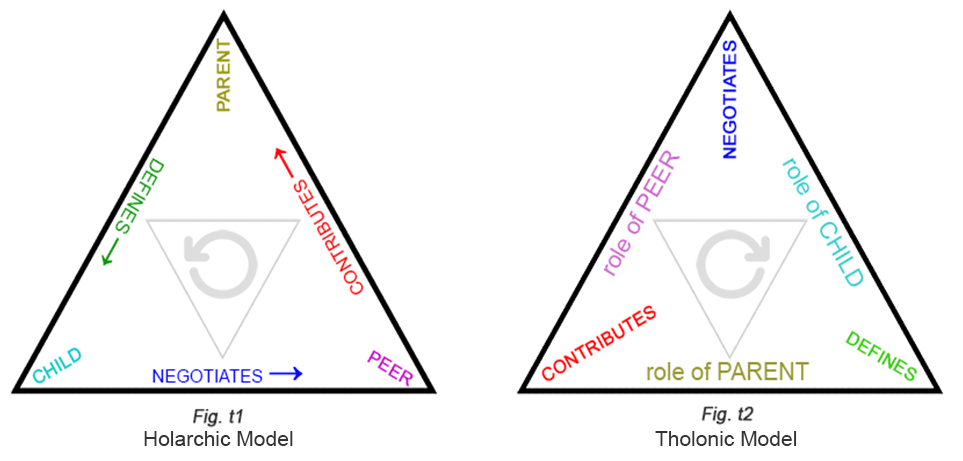 PARENT
DEFINES
CONTRIBUTES
CHILD
NEGOTIATES
PEER
Fig. t1
Holarchic Model
NEGOTIATES
role of PEER
role of CHILD
CONTRIBUTES
DEFINES
role of PARENT
Fig. t2
Tholonic Model